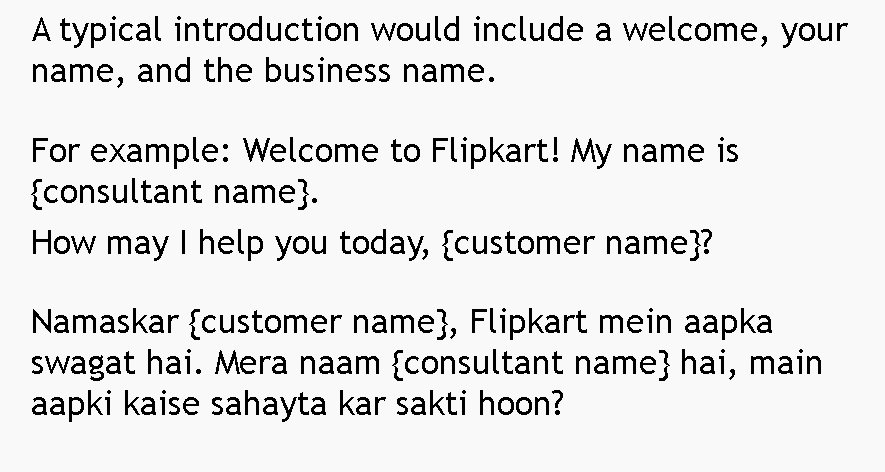 A typical introduction would include a welcome, your
name, and the business name.
For example: Welcome to Flipkart! My name is
{consultant name}.
How may I help you today, {customer name}?
Namaskar {customer name}, Flipkart mein aapka
swagat hai. Mera naam {consultant name} hai, main
aapki kaise sahayta kar sakti hoon?